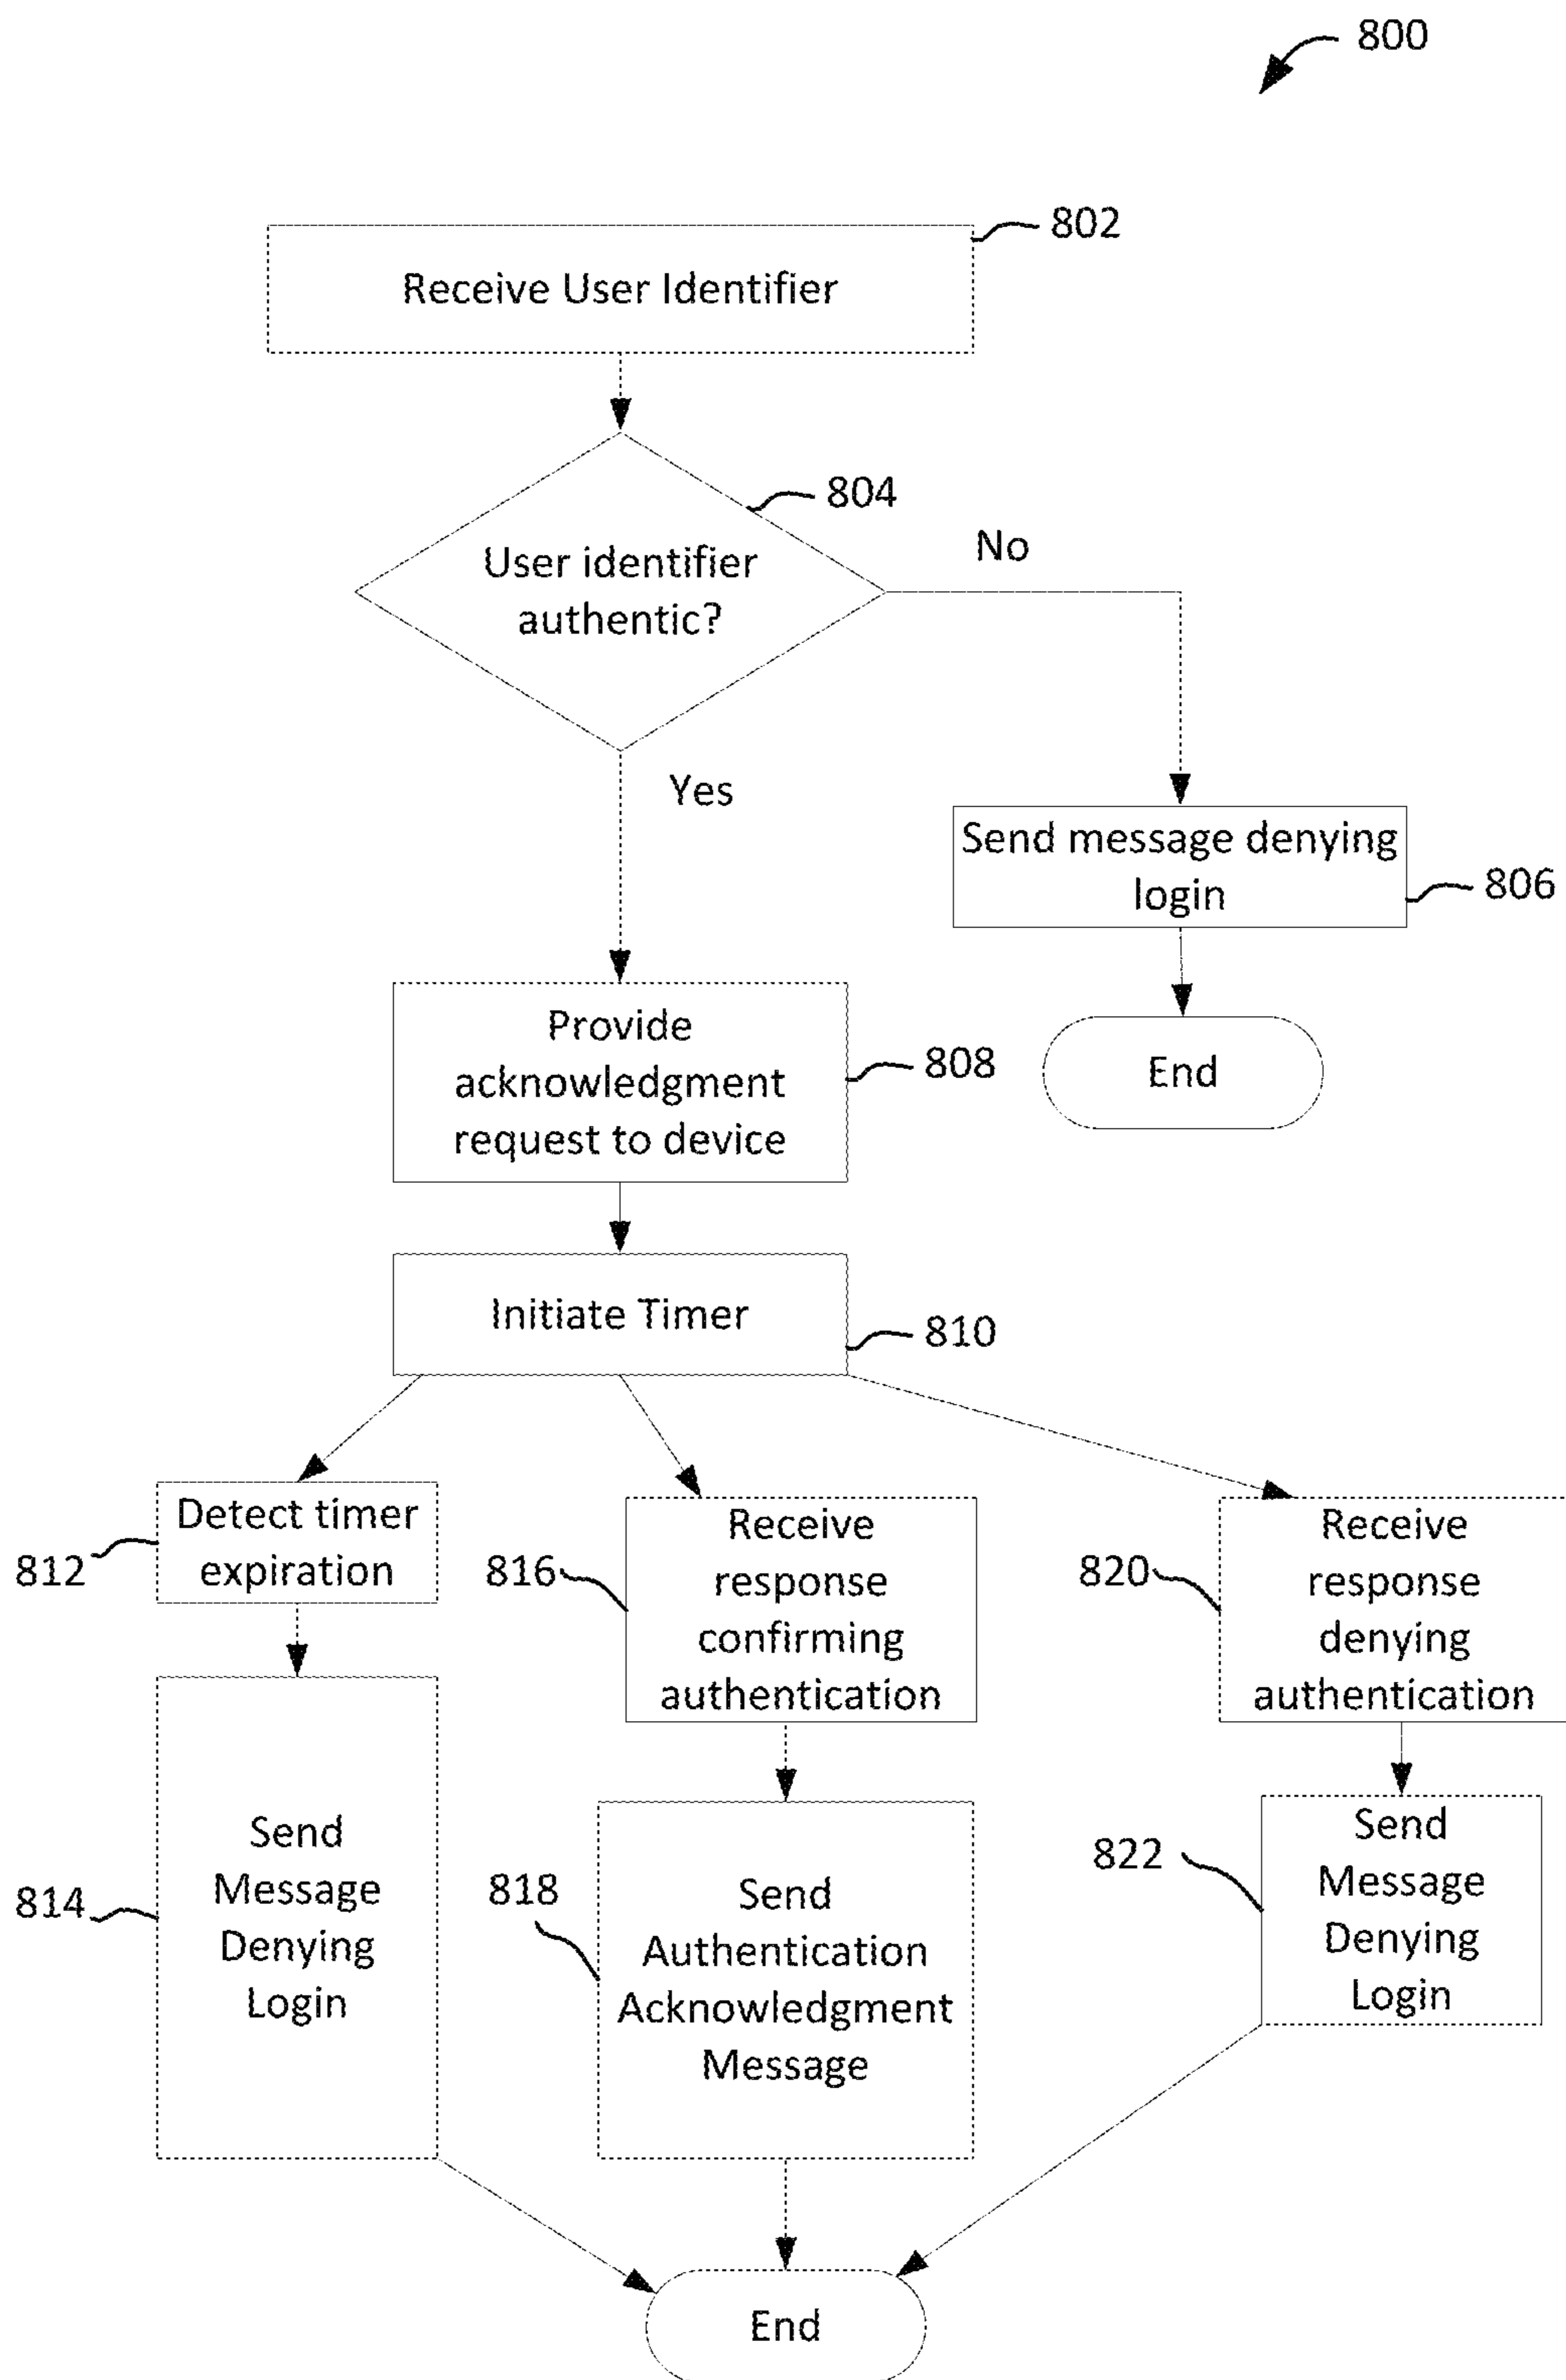 800
802
Receive User Identifier
804
User identifier
authentic?
No
Yes
Send message denying
login
806
End
Provide
acknowledgment
request to device
808
Initiate Timer
810
Detect timer
expiration
812
Receive
response
confirming
authentication
816
Receive
response
denying
authentication
820
Send
Message
Denying
Login
814
Send
Authentication
Acknowledgment
Message
818
Send
Message
Denying
Login
822
End